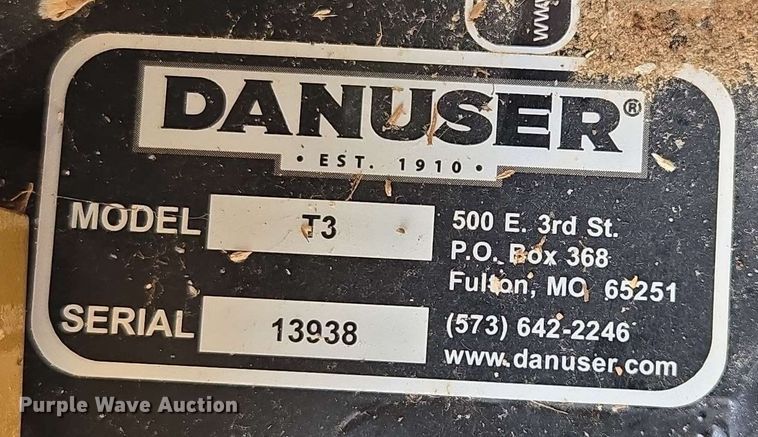 WWW
DANUSER®
• EST. 1910 •
MODEL T3
500 E. 3rd St.
P.O. Box 368
Fulton, MO 65251
SERIAL 13938
(573) 642-2246
www.danuser.com
Purple Wave Auction